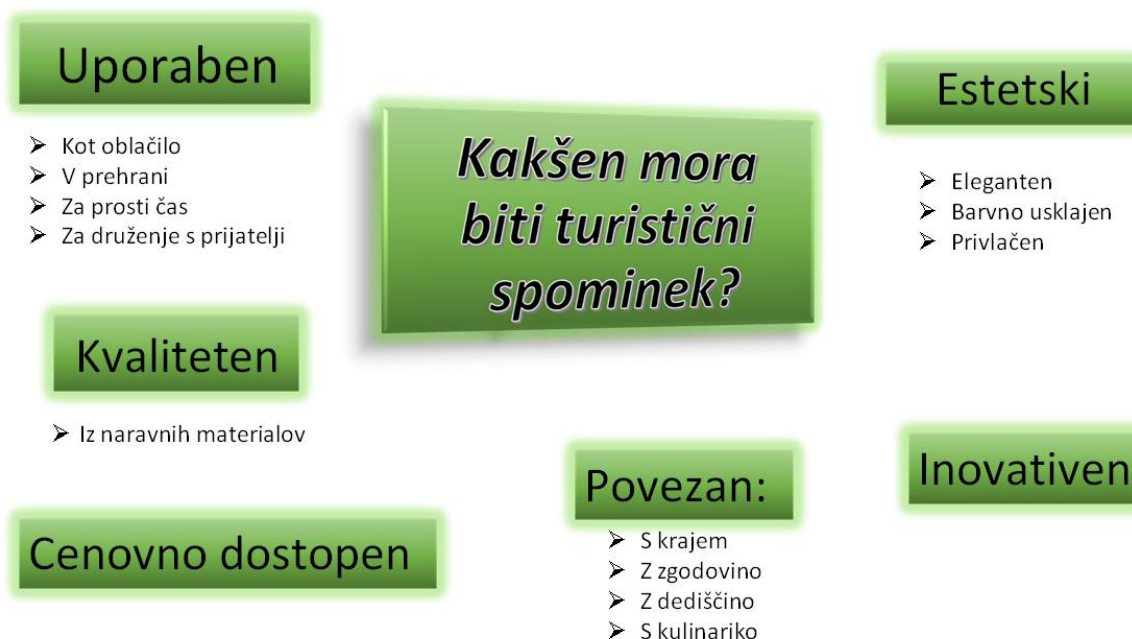 Kakšen mora
biti turistični
spominek?
Uporaben
➢ Kot oblačilo
➢ V prehrani
➢ Za prosti čas
➢ Za druženje s prijatelji
Kvaliteten
➢ Iz naravnih materialov
Cenovno dostopen
Povezan:
➢ S krajem
➢ Z zgodovino
➢ Z dediščino
➢ S kulinariko
Estetski
➢ Eleganten
➢ Barvno usklajen
➢ Privlačen
Inovativen